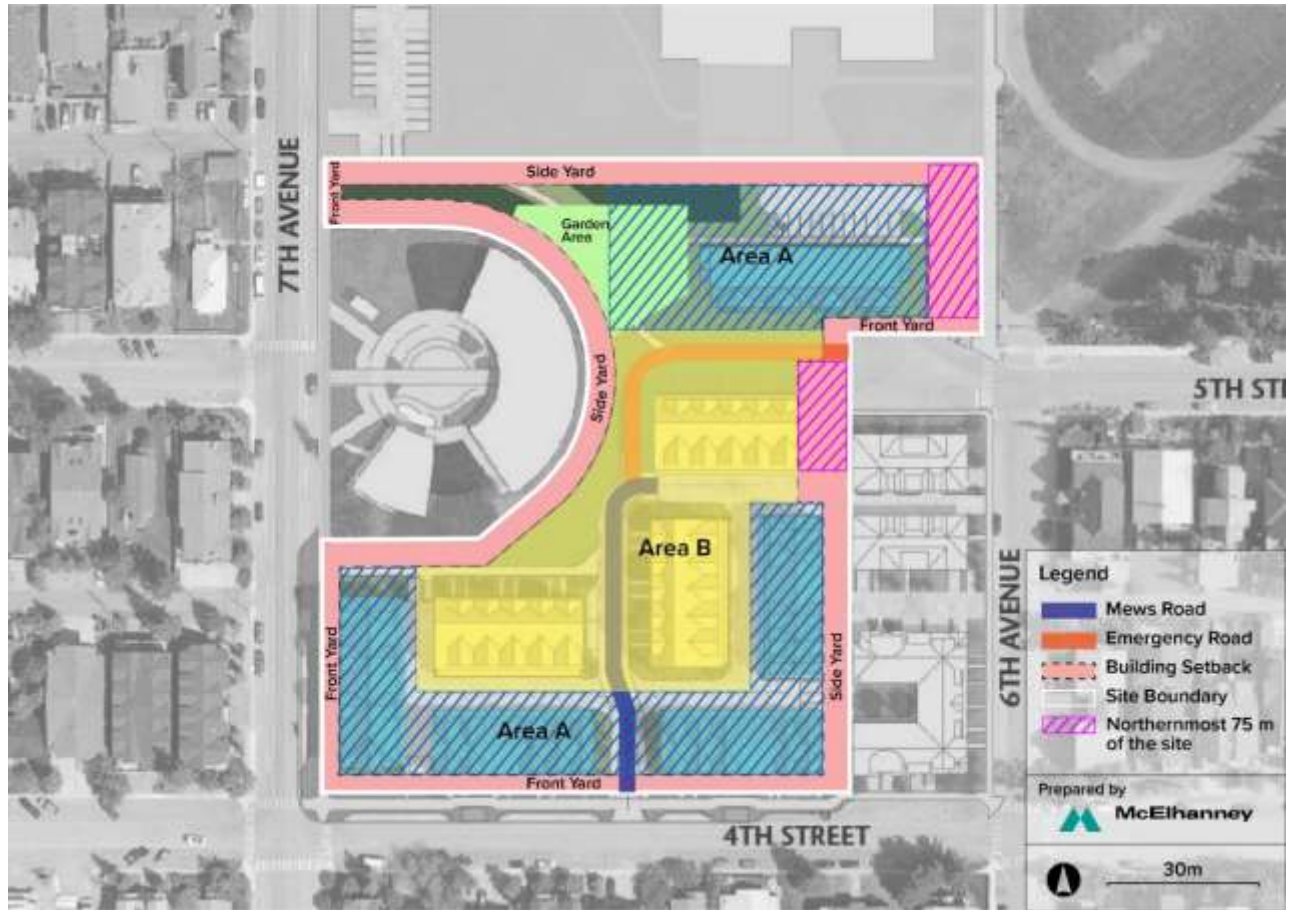 7TH AVENUE
Front Yard
Side Yard
Garden
Area
Area A
Front Yard
Side Yard
5TH ST
Area B
6TH AVENUE
Front Yard
Side Yard
Area A
Front Yard
4TH STREET
Legend
Mews Road
Emergency Road
Building Setback
Site Boundary
Northernmost 75 m
of the site
Prepared by
McElhanney
30m